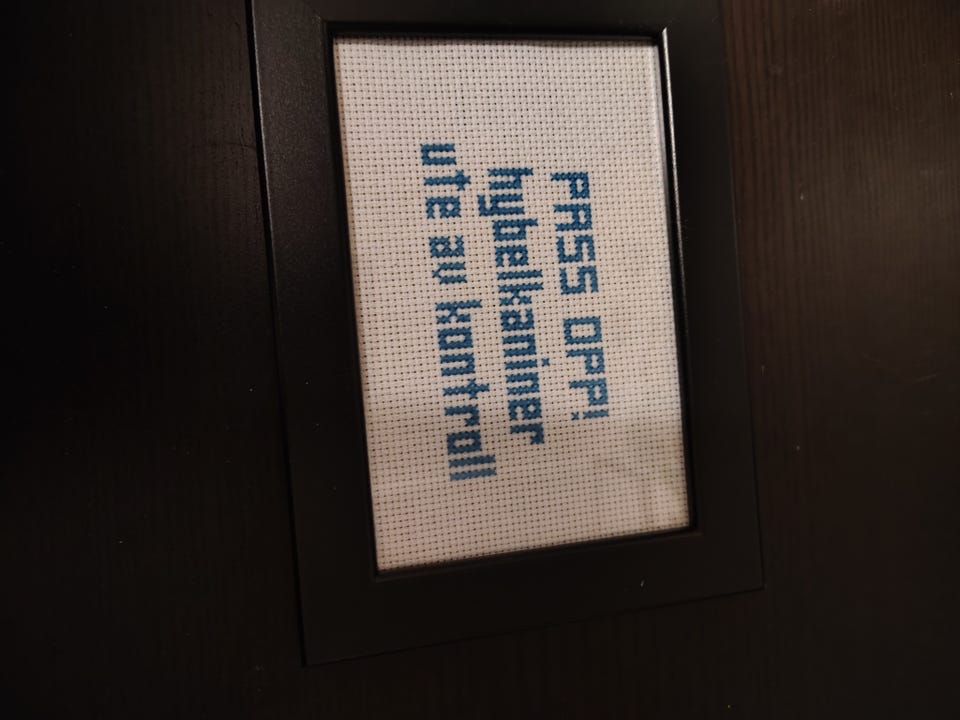 PASS OPP!
hybelkaniner
ute av kontroll